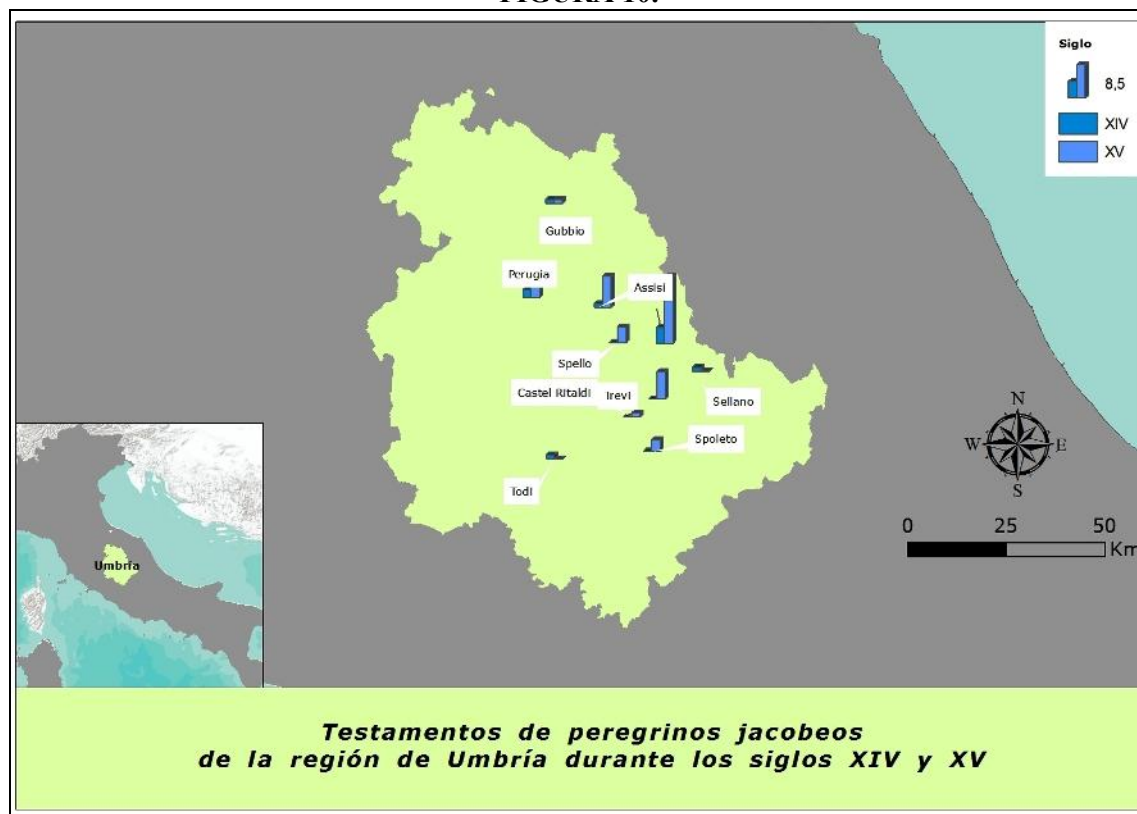 Siglo
8,5
XIV
XV
Gubbio
Perugia
Assisi
Spello
Castel Ritaldi
Trevi
Sellano
Spoleto
Todi
N
W
E
S
0
25
50
Km
Umbría
Testamentos de peregrinos jacobeos
de la región de Umbría durante los siglos XIV y XV